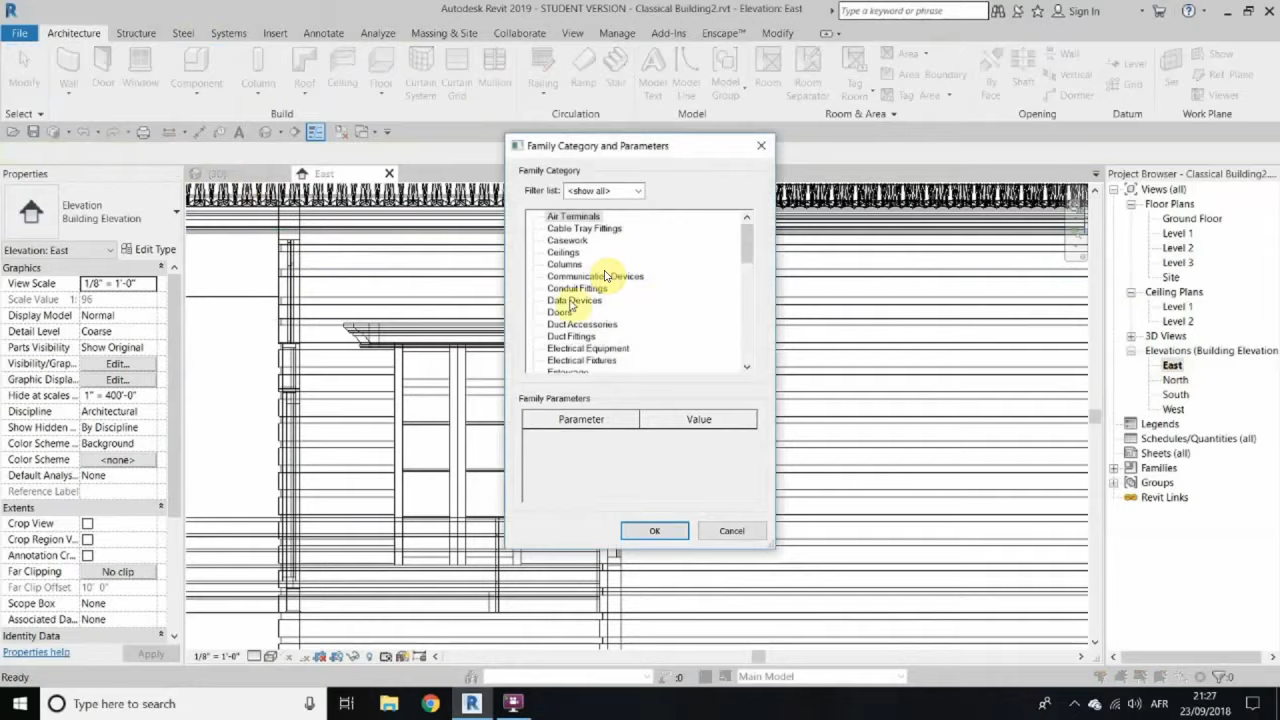 Autodesk Revit 2019 - STUDENT VERSION - Classical Building2.rvt - Elevation: East
Type a keyword or phrase
Sign In
File
Architecture
Structure
Steel
Systems
Insert
Annotate
Analyze
Massing & Site
Collaborate
View
Manage
Add-Ins
Enscape™
Modify
Modify
Wall
Door
Window
Component
Column
Roof
Ceiling
Floor
Curtain System
Curtain Grid
Mullion
Railing
Ramp
Stair
Model Text
Model Line
Model Group
Room
Room Separator
Tag Room
Area
Area Boundary
Tag Area
By Face
Shaft
Wall
Vertical
Dormer
Level
Grid
Set
Show
Ref Plane
Viewer
Select
Build
Circulation
Model
Room & Area
Opening
Datum
Work Plane
Properties
Elevation
Building Elevation
Elevation: East
Edit Type
Graphics
View Scale 1/8" = 1'-0"
Scale Value 1: 96
Display Model Normal
Detail Level Coarse
Parts Visibility Show Original
Visibility/Grap... Edit...
Graphic Displa... Edit...
Hide at scales ... 1" = 400'-0"
Discipline Architectural
Show Hidden ... By Discipline
Color Scheme ... Background
Color Scheme <none>
Default Analys... None
Reference Label
Extents
Crop View
Crop Region V...
Annotation Cr...
Far Clipping No clip
Far Clip Offset 10' 0"
Scope Box None
Associated Da... None
Identity Data
Properties help
Apply
{3D}
East
Family Category and Parameters
Family Category
Filter list: <show all>
Air Terminals
Cable Tray Fittings
Casework
Ceilings
Columns
Communication Devices
Conduit Fittings
Data Devices
Doors
Duct Accessories
Duct Fittings
Electrical Equipment
Electrical Fixtures
Entourage
Family Parameters
Parameter Value
OK Cancel
Project Browser - Classical Building2....
Views (all)
Floor Plans
Ground Floor
Level 1
Level 2
Level 3
Site
Ceiling Plans
Level 1
Level 2
3D Views
Elevations (Building Elevation
East
North
South
West
Legends
Schedules/Quantities (all)
Sheets (all)
Families
Groups
Revit Links
1/8" = 1'-0"
Ready
:0
Main Model
:0
Type here to search
AFR
21:27
23/09/2018